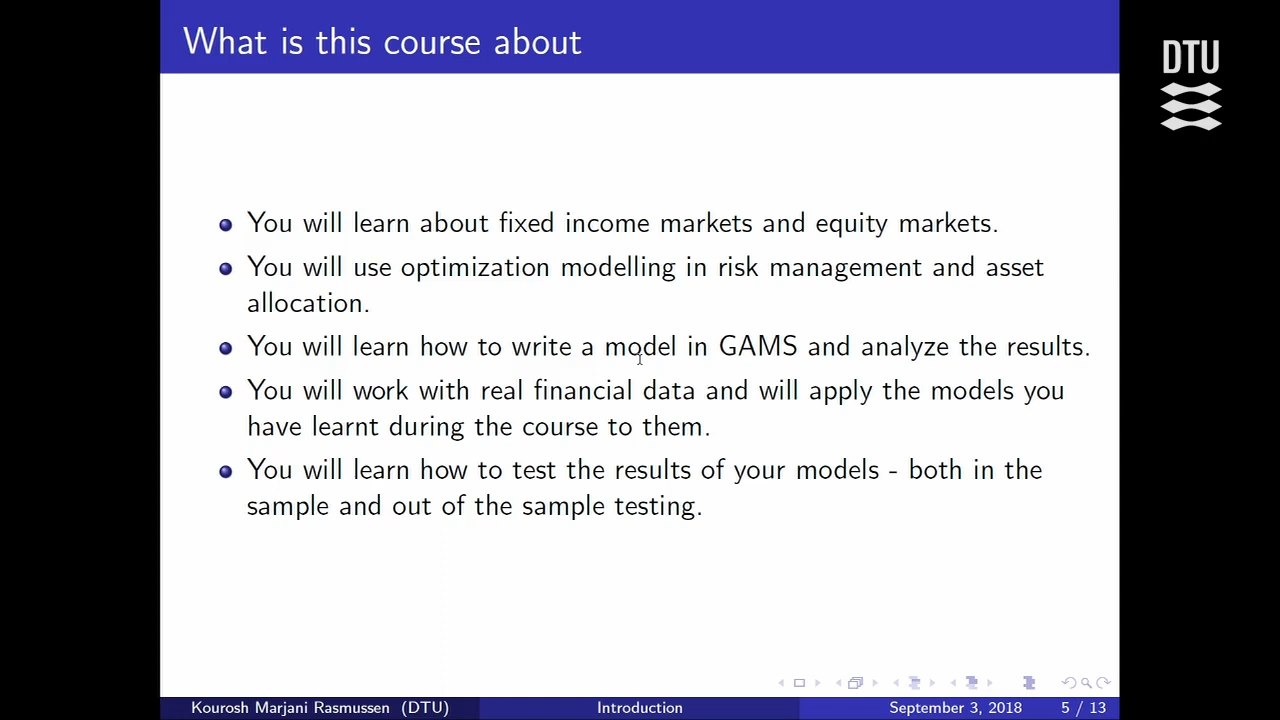 What is this course about
DTU
You will learn about fixed income markets and equity markets.
You will use optimization modelling in risk management and asset
allocation.
You will learn how to write a model in GAMS and analyze the results.
You will work with real financial data and will apply the models you
have learnt during the course to them.
You will learn how to test the results of your models - both in the
sample and out of the sample testing.
Kourosh Marjani Rasmussen (DTU) Introduction September 3, 2018 5 / 13